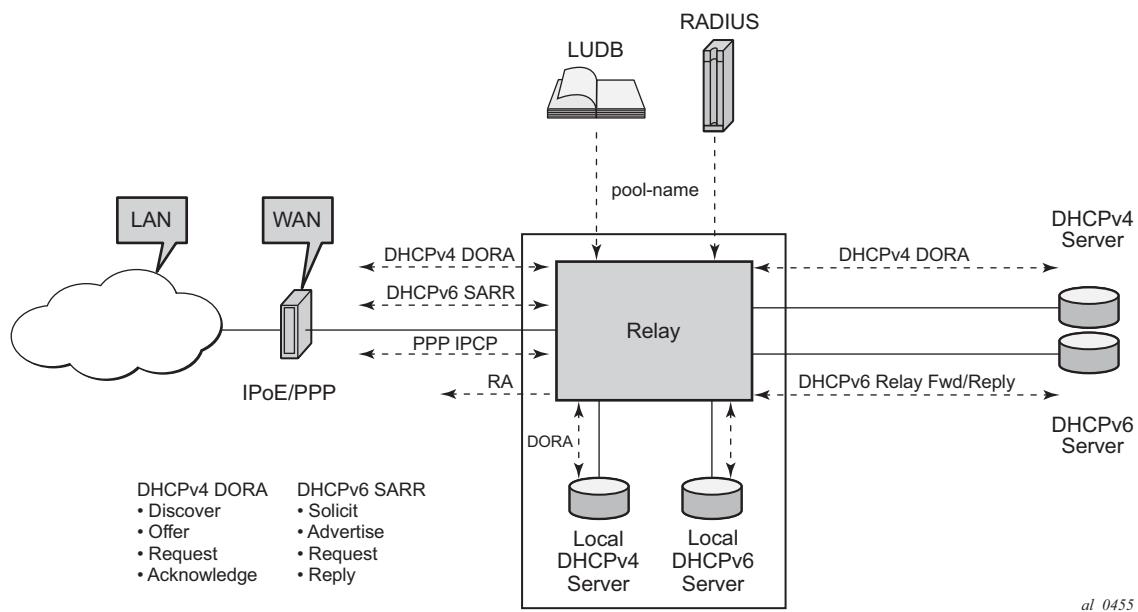 RADIUS
LUDB
pool-name
LAN
WAN
DHCPv4
Server
DHCPv4 DORA
DHCPv4 DORA
DHCPv6 SARR
Relay
PPP IPCP
IPoE/PPP
RA
DHCPv6 Relay Fwd/Reply
DHCPv6
Server
DORA
DHCPv4 DORA
• Discover
• Offer
• Request
• Acknowledge
DHCPv6 SARR
• Solicit
• Advertise
• Request
• Reply
Local
DHCPv4
Server
Local
DHCPv6
Server
al_0455